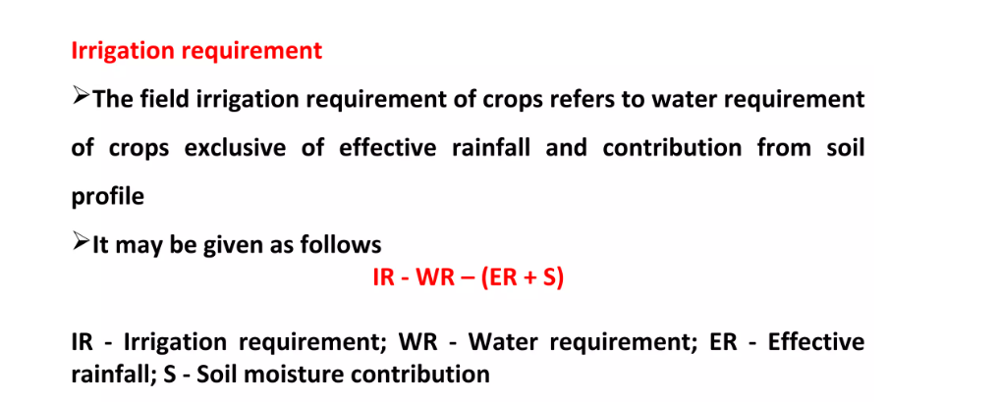 Irrigation requirement
➢The field irrigation requirement of crops refers to water requirement
of crops exclusive of effective rainfall and contribution from soil
profile
➢It may be given as follows
IR - WR – (ER + S)
IR - Irrigation requirement; WR - Water requirement; ER - Effective
rainfall; S - Soil moisture contribution